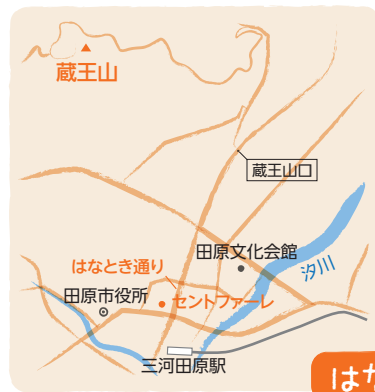 蔵王山
蔵王山口
田原文化会館
汐川
はなとき通り
田原市役所
セントファーレ
三河田原駅